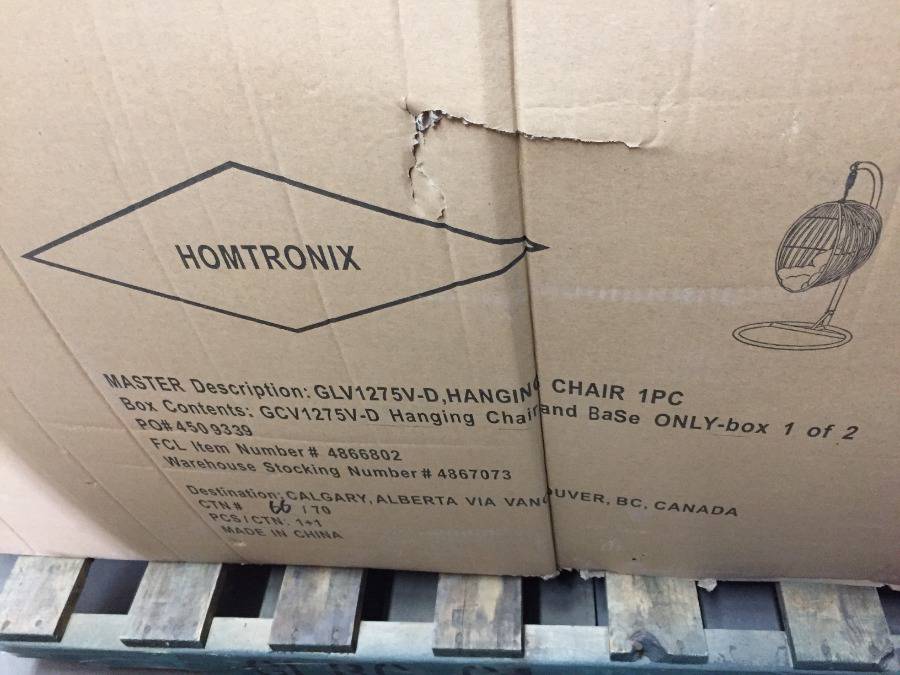 HOMTRONIX
MASTER Description: GLV1275V-D,HANGING CHAIR 1PC
Box Contents: GCV1275V-D Hanging Chair and BaSe ONLY-box 1 of 2
PO# 4509339
FCL Item Number# 4866802
Warehouse Stocking Number# 4867073
Destination: CALGARY, ALBERTA VIA VANCOUVER, BC, CANADA
CTN# 66 / 70
PCS/CTN: 1+1
MADE IN CHINA